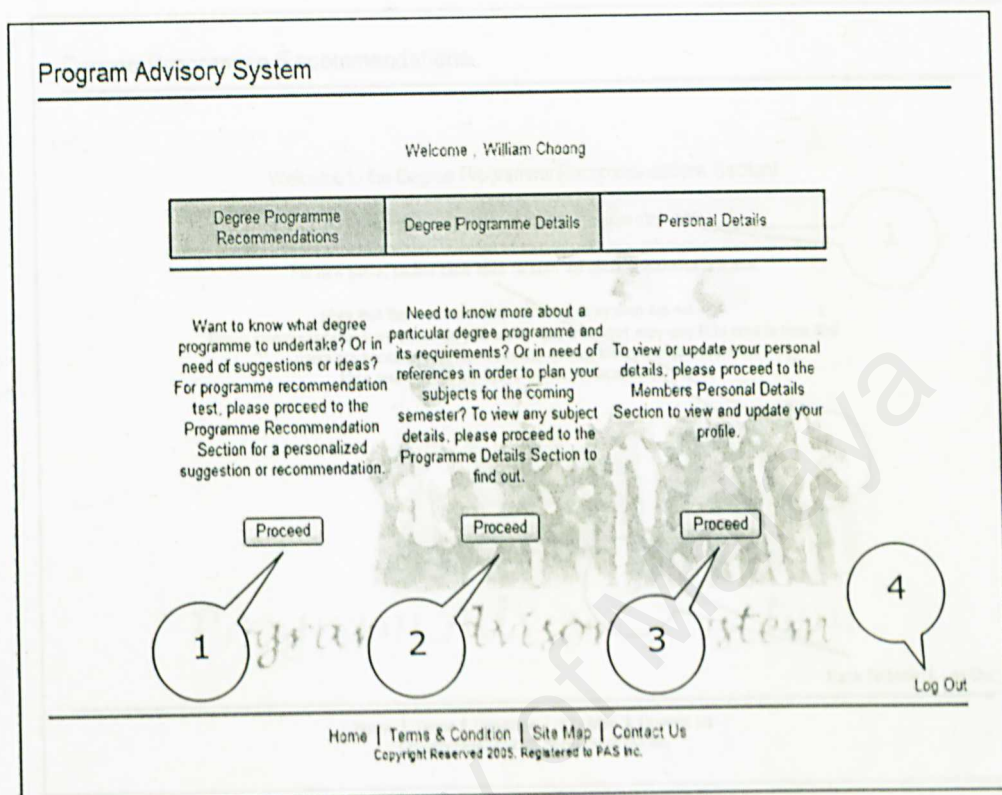 Program Advisory System
Welcome , William Choong
Degree Programme
Recommendations
Degree Programme Details
Personal Details
Want to know what degree
programme to undertake? Or in
need of suggestions or ideas?
For programme recommendation
test, please proceed to the
Programme Recommendation
Section for a personalized
suggestion or recommendation.
Need to know more about a
particular degree programme and
its requirements? Or in need of
references in order to plan your
subjects for the coming
semester? To view any subject
details, please proceed to the
Programme Details Section to
find out.
To view or update your personal
details, please proceed to the
Members Personal Details
Section to view and update your
profile.
Proceed
Proceed
Proceed
1
2
3
4
Program Advisory System
Log Out
Home | Terms & Condition | Site Map | Contact Us
Copyright Reserved 2005. Registered to PAS Inc.
of Malaya